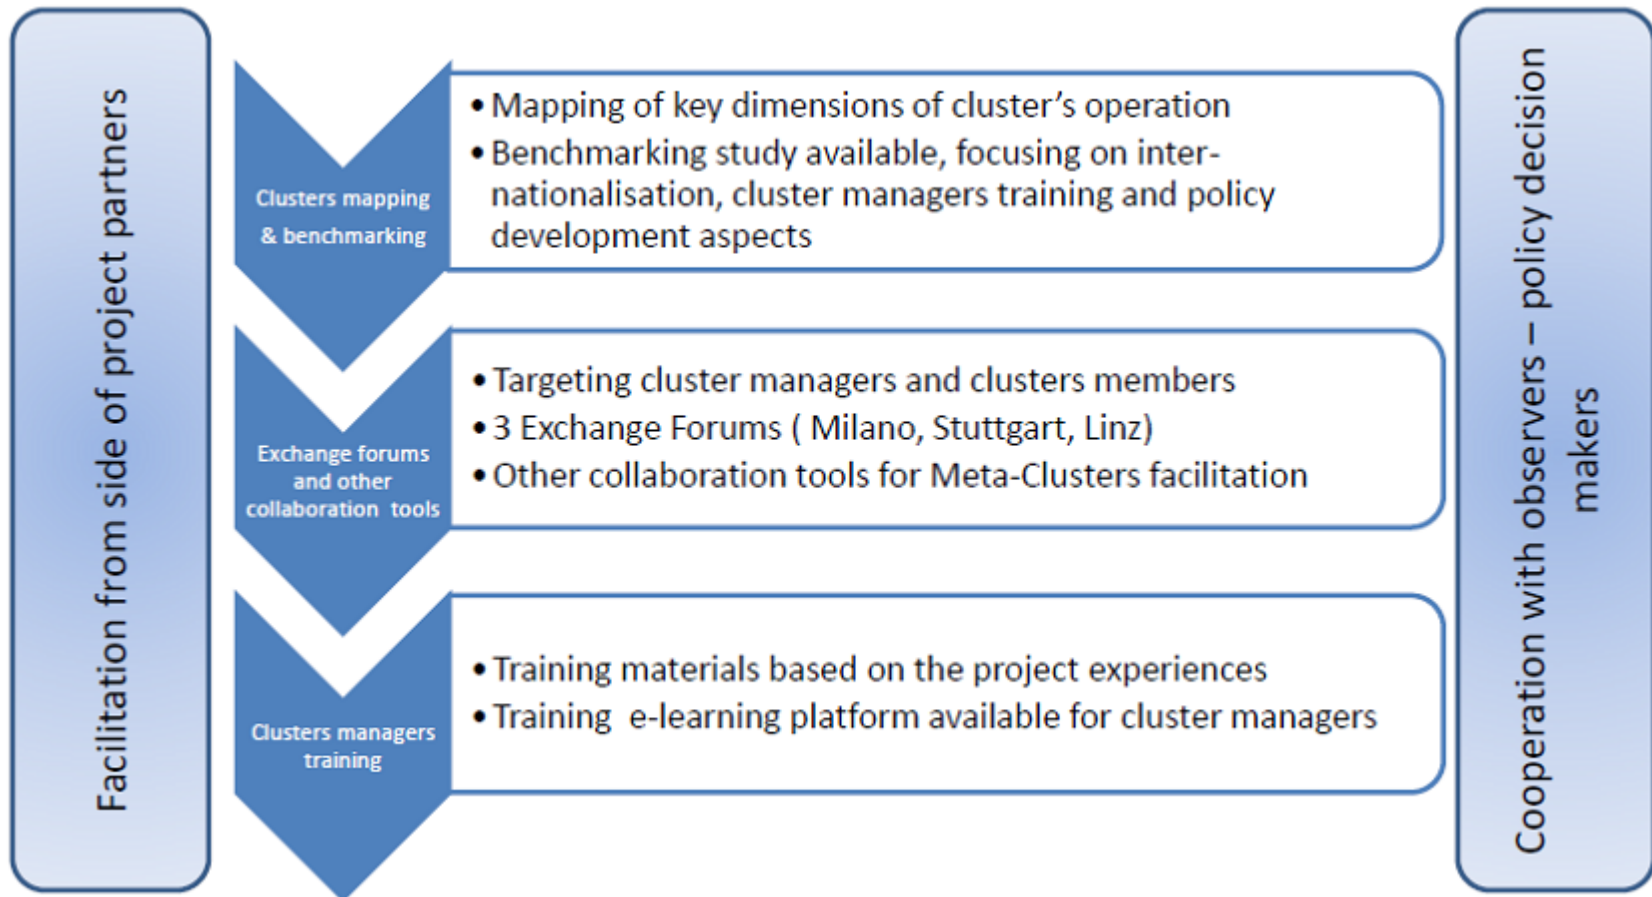 Facilitation from side of project partners
Clusters mapping
& benchmarking
• Mapping of key dimensions of cluster's operation
• Benchmarking study available, focusing on inter-
nationalisation, cluster managers training and policy
development aspects
Exchange forums
and other
collaboration tools
• Targeting cluster managers and clusters members
• 3 Exchange Forums ( Milano, Stuttgart, Linz)
• Other collaboration tools for Meta-Clusters facilitation
Clusters managers
training
• Training materials based on the project experiences
• Training e-learning platform available for cluster managers
Cooperation with observers – policy decision
makers